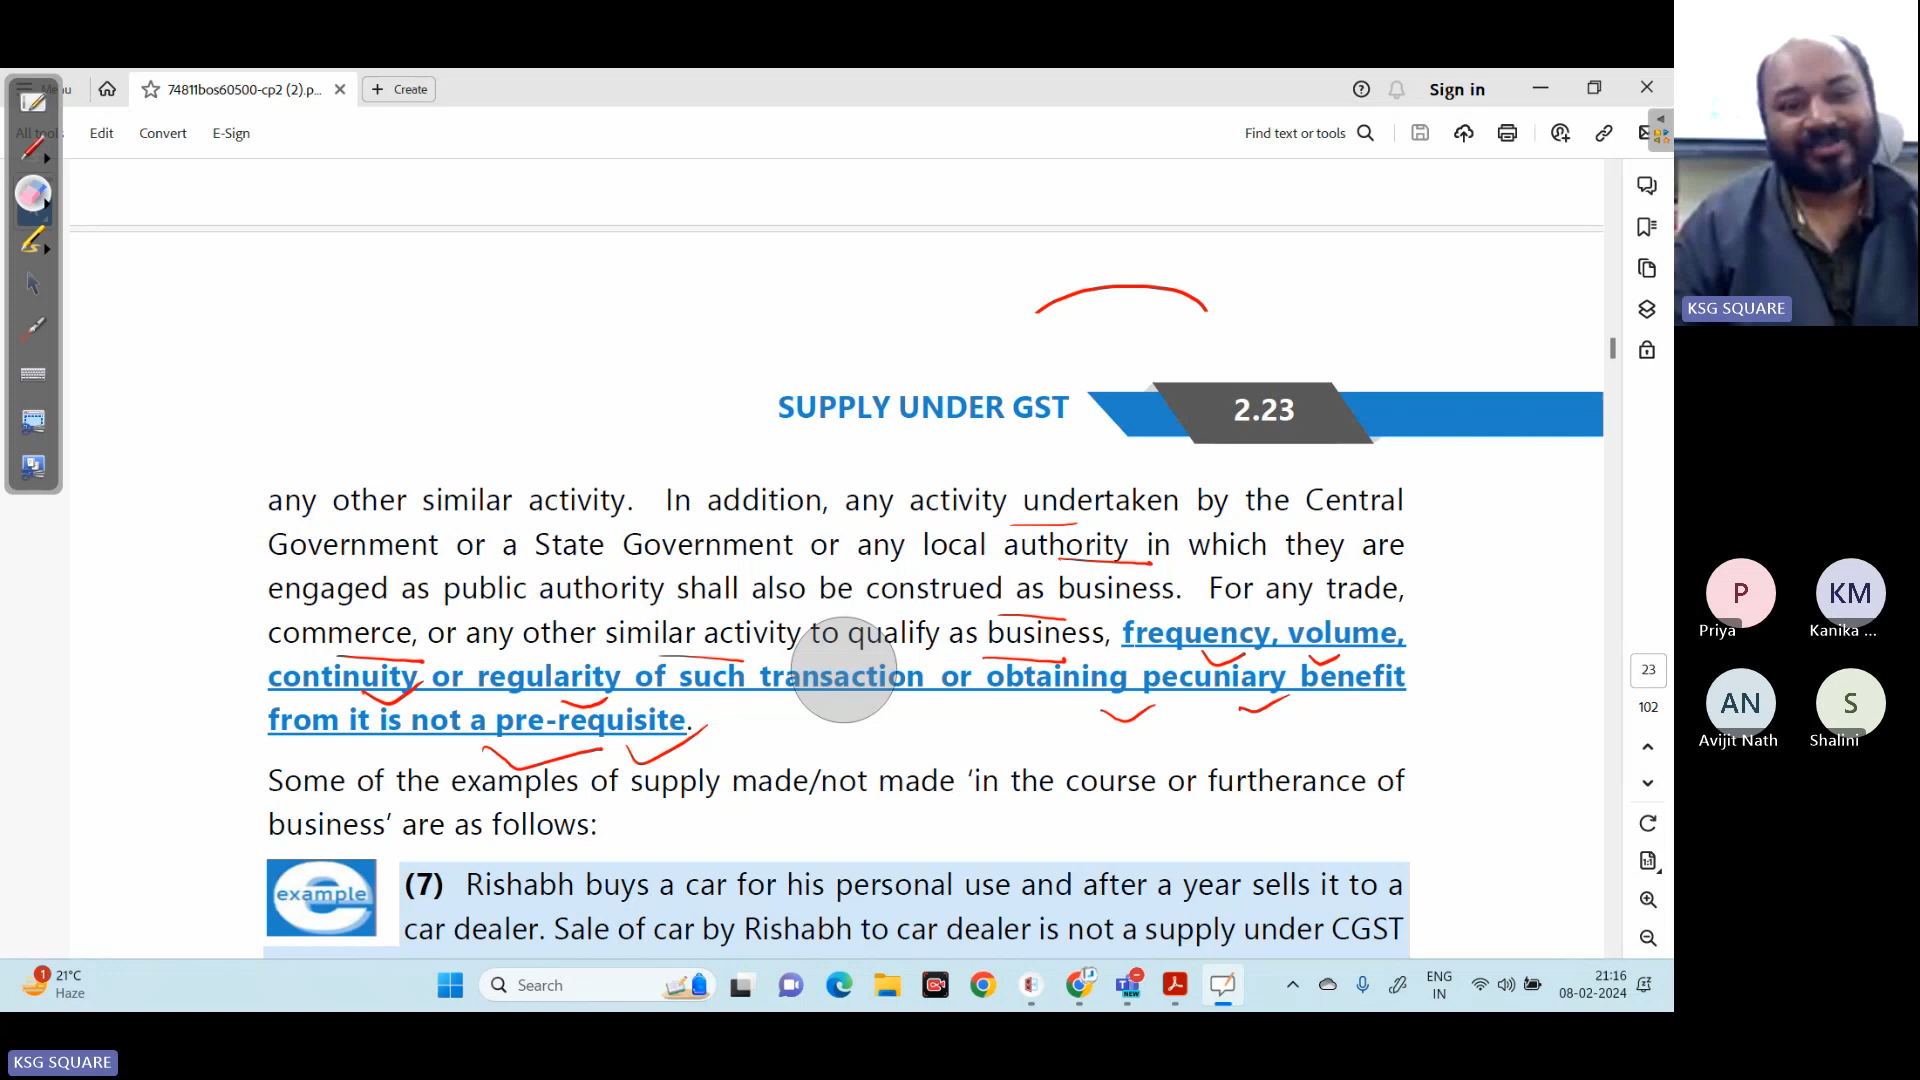 Menu
74811bos60500-cp2 (2).p...
Create
Sign in
All tools
Edit
Convert
E-Sign
Find text or tools
KSG SQUARE
SUPPLY UNDER GST
2.23
any other similar activity. In addition, any activity undertaken by the Central
Government or a State Government or any local authority in which they are
engaged as public authority shall also be construed as business. For any trade,
commerce, or any other similar activity to qualify as business, frequency, volume,
continuity or regularity of such transaction or obtaining pecuniary benefit
from it is not a pre-requisite.
Some of the examples of supply made/not made ‘in the course or furtherance of
business’ are as follows:
example
(7) Rishabh buys a car for his personal use and after a year sells it to a
car dealer. Sale of car by Rishabh to car dealer is not a supply under CGST
23
102
1:1
P
Priya
KM
Kanika ...
AN
Avijit Nath
S
Shalini
1
21°C
Haze
Search
NEW
ENG
IN
21:16
08-02-2024
KSG SQUARE